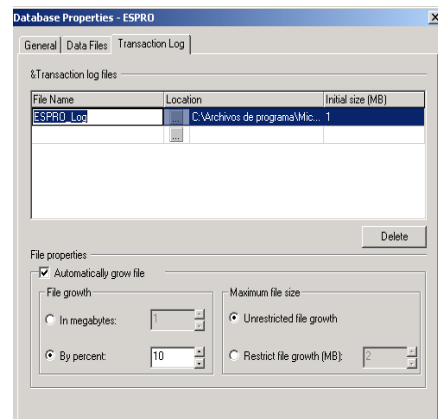 Database Properties - ESPRO
General Data Files Transaction Log
&Transaction log files
File Name Location Initial size (MB)
ESPRO_Log ... C:\Archivos de programa\Mic... 1
...
Delete
File properties
Automatically grow file
File growth
In megabytes: 1
By percent: 10
Maximum file size
Unrestricted file growth
Restrict file growth (MB): 2